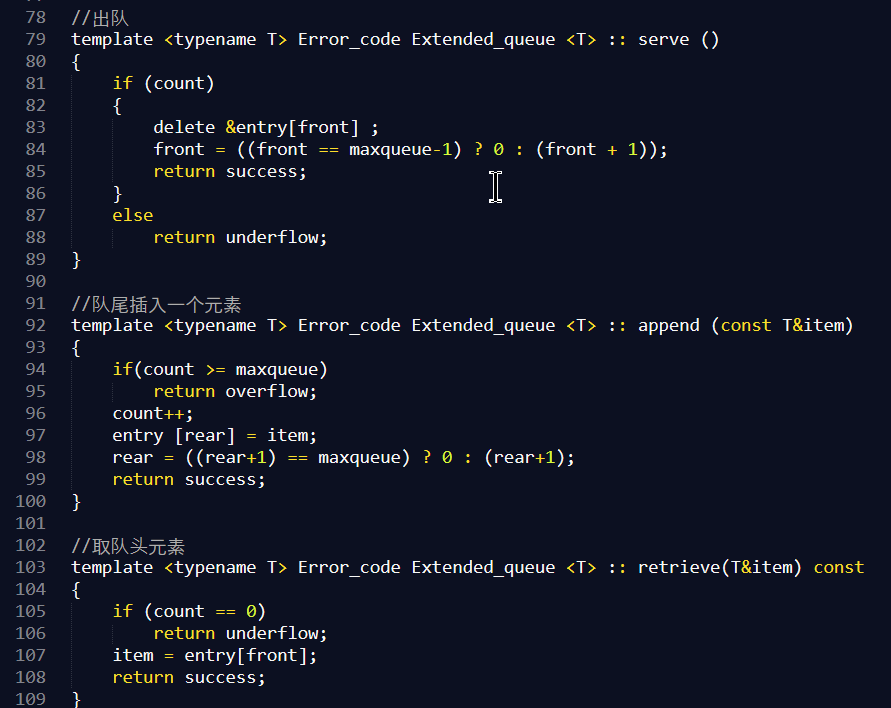 78 //出队
79 template <typename T> Error_code Extended_queue <T> :: serve ()
80 {
81     if (count)
82     {
83         delete &entry[front] ;
84         front = ((front == maxqueue-1) ? 0 : (front + 1));
85         return success;
86     }
87     else
88         return underflow;
89 }
90
91 //队尾插入一个元素
92 template <typename T> Error_code Extended_queue <T> :: append (const T&item)
93 {
94     if(count >= maxqueue)
95         return overflow;
96     count++;
97     entry [rear] = item;
98     rear = ((rear+1) == maxqueue) ? 0 : (rear+1);
99     return success;
100 }
101
102 //取队头元素
103 template <typename T> Error_code Extended_queue <T> :: retrieve(T&item) const
104 {
105     if (count == 0)
106         return underflow;
107     item = entry[front];
108     return success;
109 }